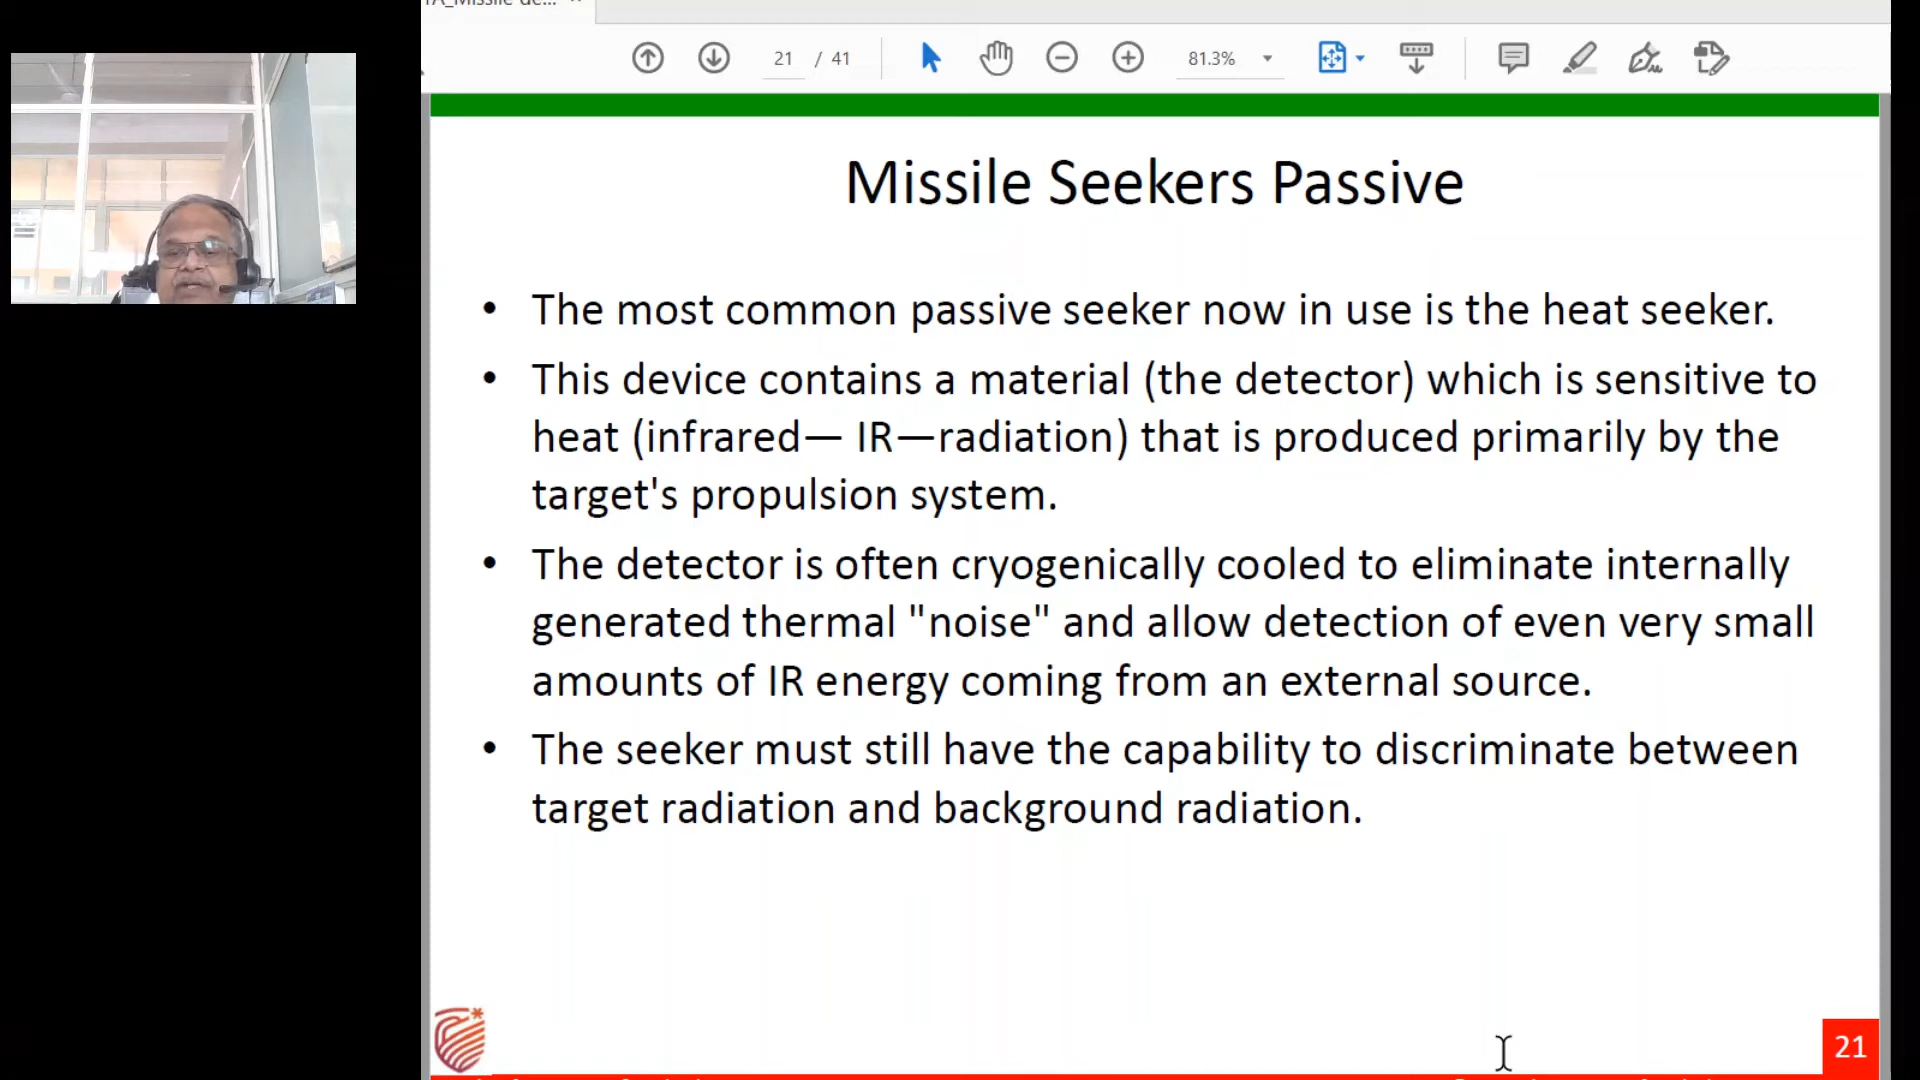 21 / 41
81.3%
Missile Seekers Passive
• The most common passive seeker now in use is the heat seeker.
• This device contains a material (the detector) which is sensitive to
heat (infrared— IR—radiation) that is produced primarily by the
target's propulsion system.
• The detector is often cryogenically cooled to eliminate internally
generated thermal "noise" and allow detection of even very small
amounts of IR energy coming from an external source.
• The seeker must still have the capability to discriminate between
target radiation and background radiation.
21